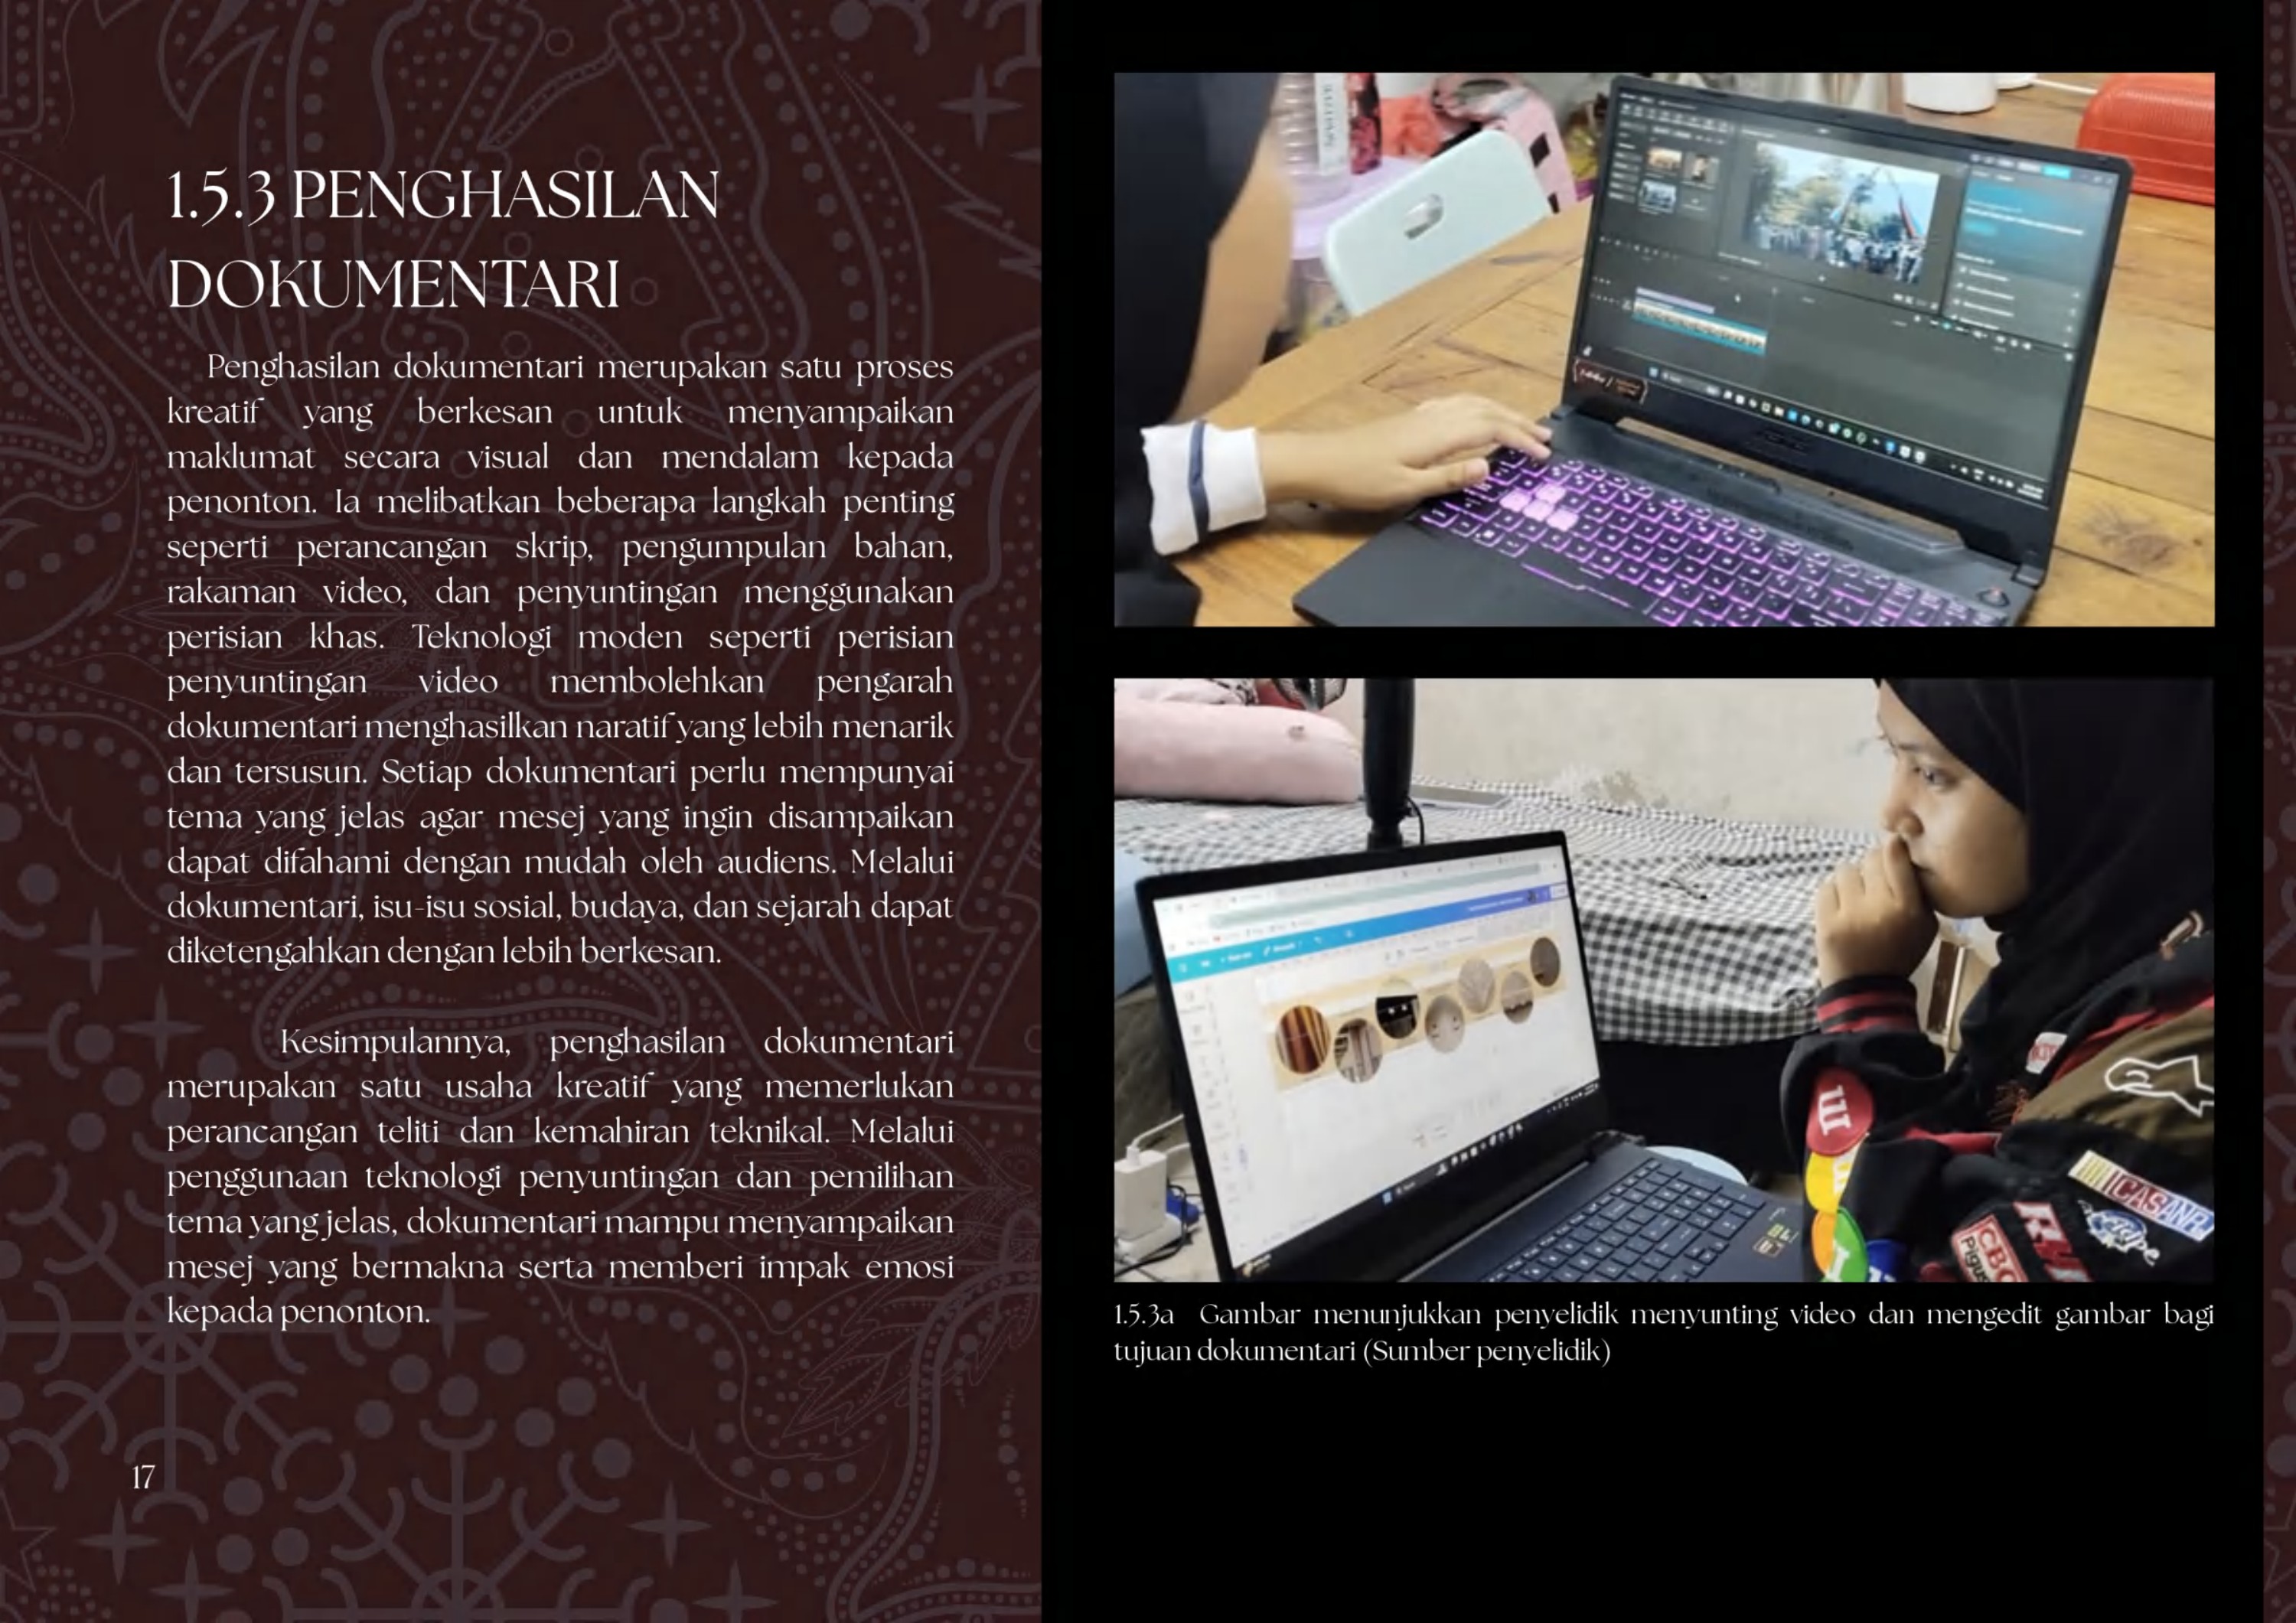 1.5.3 PENGHASILAN
DOKUMENTARI
Penghasilan dokumentari merupakan satu proses
kreatif yang berkesan untuk menyampaikan
maklumat secara visual dan mendalam kepada
penonton. Ia melibatkan beberapa langkah penting
seperti perancangan skrip, pengumpulan bahan,
rakaman video, dan penyuntingan menggunakan
perisian khas. Teknologi moden seperti perisian
penyuntingan video membolehkan pengarah
dokumentari menghasilkan naratif yang lebih menarik
dan tersusun. Setiap dokumentari perlu mempunyai
tema yang jelas agar mesej yang ingin disampaikan
dapat difahami dengan mudah oleh audiens. Melalui
dokumentari, isu-isu sosial, budaya, dan sejarah dapat
diketengahkan dengan lebih berkesan.
Kesimpulannya, penghasilan dokumentari
merupakan satu usaha kreatif yang memerlukan
perancangan teliti dan kemahiran teknikal. Melalui
penggunaan teknologi penyuntingan dan pemilihan
tema yang jelas, dokumentari mampu menyampaikan
mesej yang bermakna serta memberi impak emosi
kepada penonton.
17
m
CBC
1.5.3a Gambar menunjukkan penyelidik menyunting video dan mengedit gambar bagi
tujuan dokumentari (Sumber penyelidik)